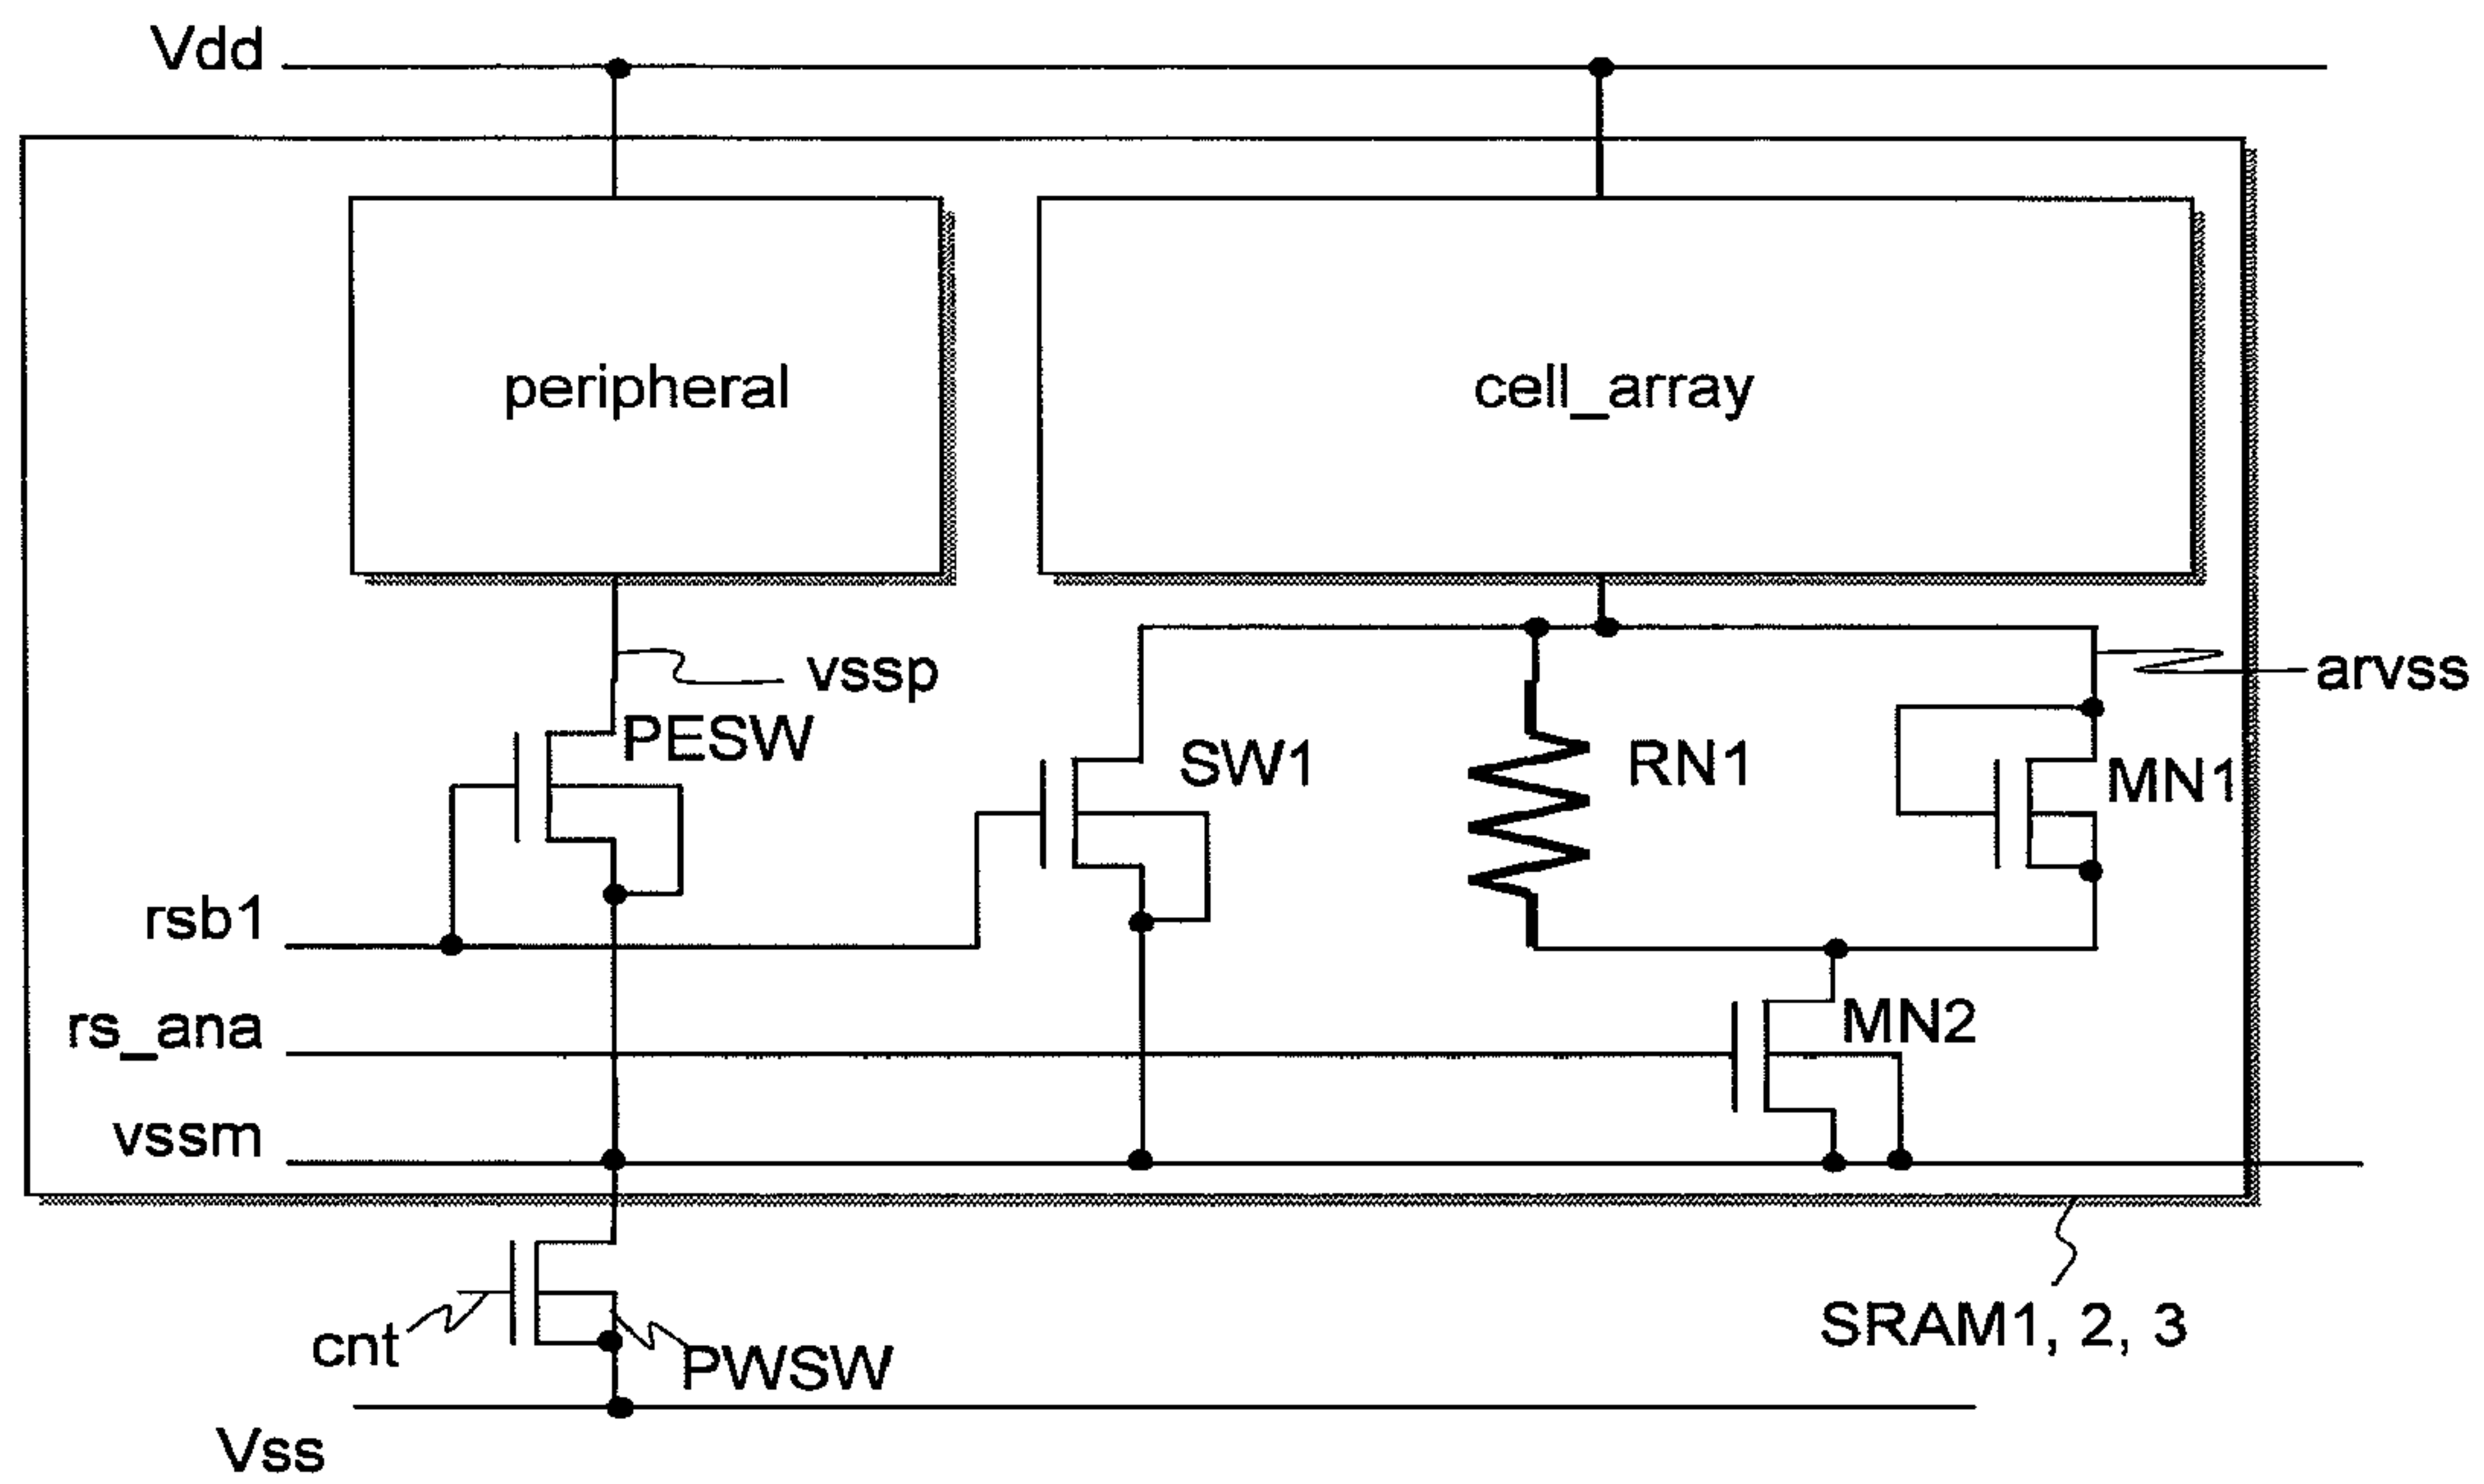 Vdd
peripheral
cell_array
vssp
arvss
PESW
SW1
RN1
MN1
rsb1
rs_ana
MN2
vssm
cnt
PWSW
SRAM1, 2, 3
Vss